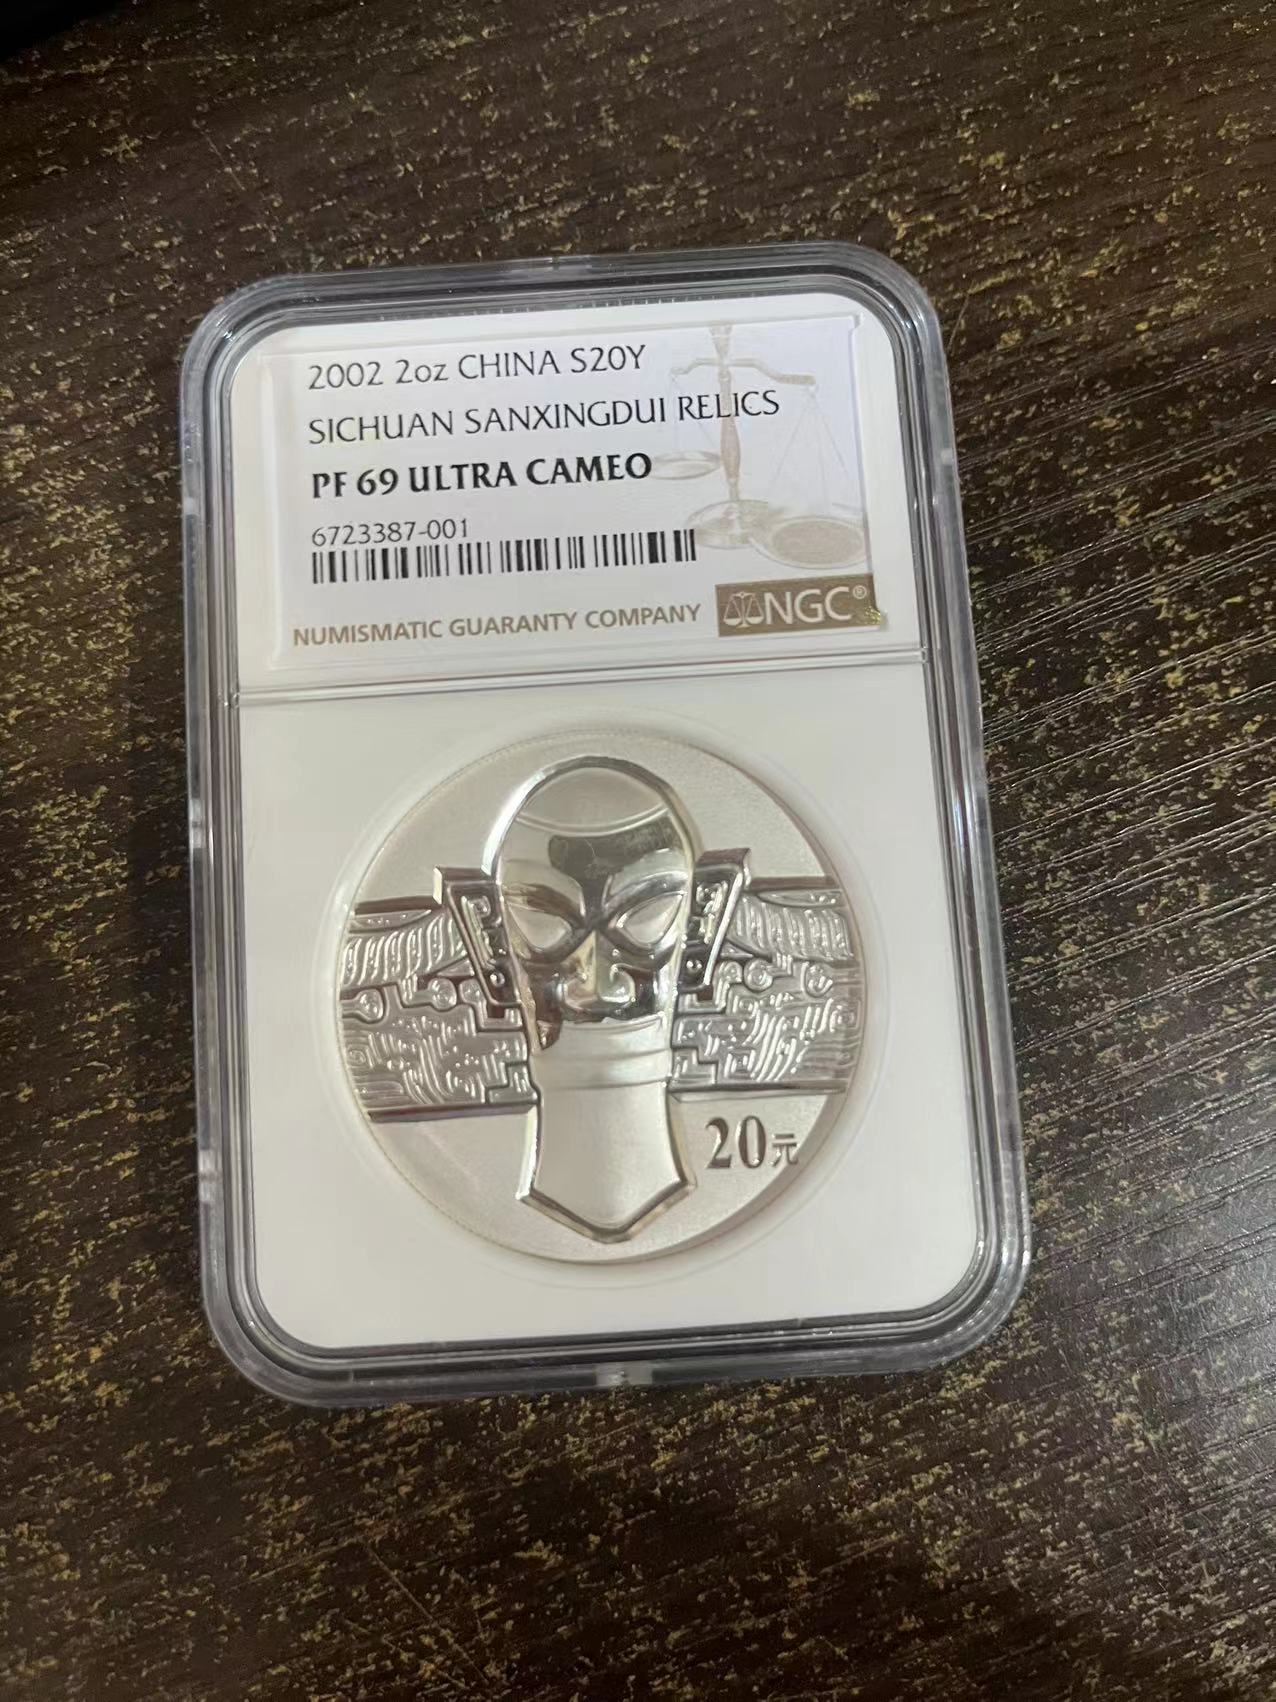 2002 2oz CHINA S20Y
SICHUAN SANXINGDUI RELICS
PF 69 ULTRA CAMEO
6723387-001
NUMISMATIC GUARANTY COMPANY NGC®
20元